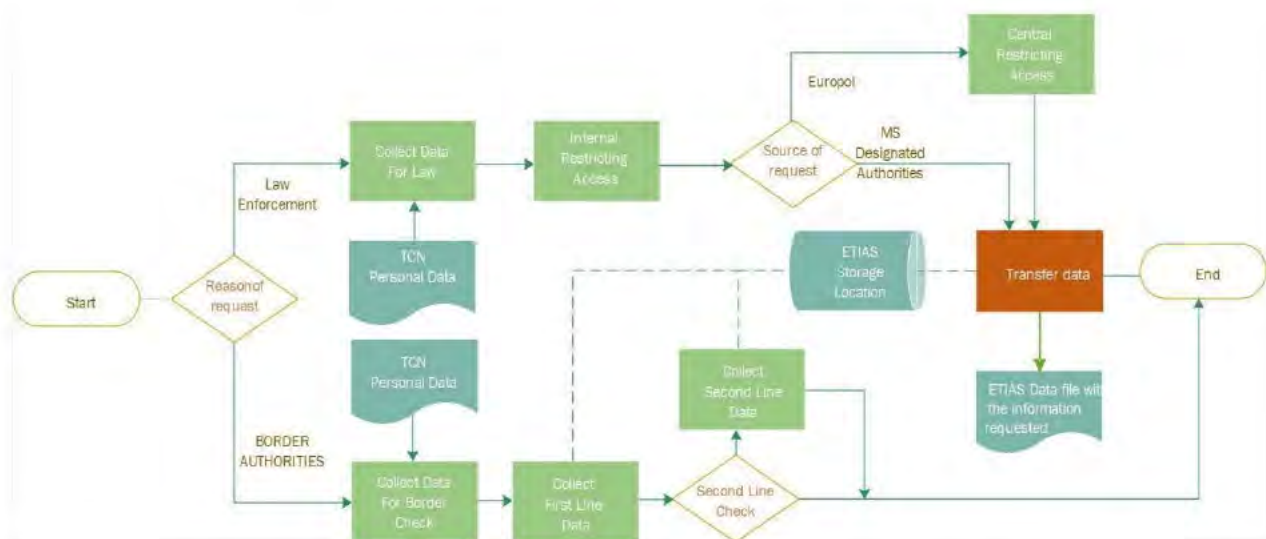 Central
Restricting
Access
Europol
MS
Designated
Authorities
Source of
request
Internal
Restricting
Access
Collect Data
For Law
Law
Enforcement
TCN
Personal Data
ETIAS
Storage
Location
Transfer data
End
Start
Reason of
request
TCN
Personal Data
Collect
Second Line
Data
ETIAS Data file with
the information
requested
BORDER
AUTHORITIES
Collect Data
For Border
Check
Collect
First Line
Data
Second Line
Check